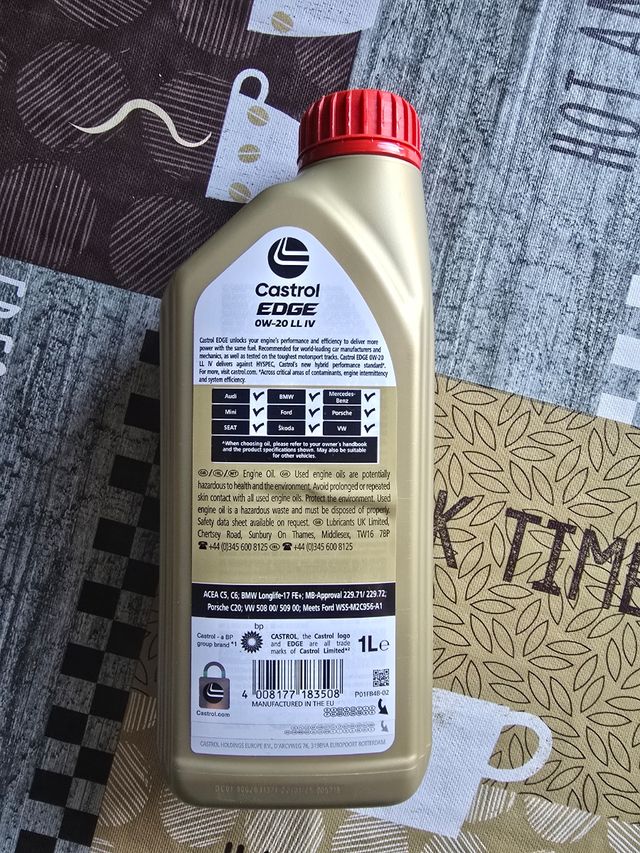 HOT AN
Castrol
EDGE
0W-20 LL IV
Castrol EDGE unlocks your engine's performance and efficiency to deliver more
power with the same fuel. Recommended for world-leading car manufacturers and
mechanics, as well as tested on the toughest motorsport tracks. Castrol EDGE 0W-20
LL IV delivers against HYSPEC, Castrol's new hybrid performance standard*.
For more, visit castrol.com. *Across critical areas of contaminants, engine intermittency
and system efficiency.
Audi ✓ BMW ✓ Mercedes-Benz ✓
Mini ✓ Ford ✓ Porsche ✓
SEAT ✓ Škoda ✓ VW ✓
^When choosing oil, please refer to your owner's handbook
and the product specifications shown. May also be suitable
for other vehicles.
GB/IE/MT Engine Oil. GB Used engine oils are potentially
hazardous to health and the environment. Avoid prolonged or repeated
skin contact with all used engine oils. Protect the environment. Used
engine oil is a hazardous waste and must be disposed of properly.
Safety data sheet available on request. GB Lubricants UK Limited,
Chertsey Road, Sunbury On Thames, Middlesex, TW16 7BP
☎+44 (0)345 600 8125 ☎+44 (0)345 600 8125
K TIME
ACEA C5, C6; BMW Longlife-17 FE+; MB-Approval 229.71/ 229.72;
Porsche C20; VW 508 00/ 509 00; Meets Ford WSS-M2C956-A1
bp
Castrol - a BP
group brand *1
CASTROL, the Castrol logo
and EDGE are all trade
marks of Castrol Limited*²
1L e
4 008177 183508
MANUFACTURED IN THE EU
P01FB48-02
Castrol.com
CASTROL HOLDINGS EUROPE B.V., D'ARCYWEG 76, 3198NA EUROPOORT ROTTERDAM